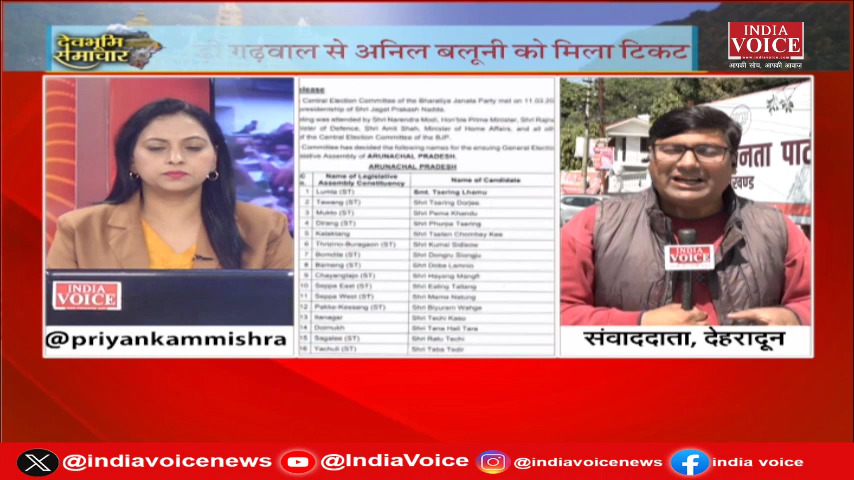 देवभूमि
समाचार
गढ़वाल से अनिल बलूनी को मिला टिकट
INDIA
VOICE
आपकी सोच, आपकी आवाज़
Central Election Committee of the Bharatiya Janata Party met on 11.03.20
presidentship of Shri Jagat Prakash Nadda.
was attended by Shri Narendra Modi, Hon'ble Prime Minister, Shri
of Defence, Shri Amit Shah, Minister of Home Affairs, and all
of the Central Election Committee of the BJP.
Committee has decided the following names for the ensuing General
Assembly of ARUNACHAL PRADESH.
ARUNACHAL PRADESH
Name of Legislative Assembly Constituency Name of Candidate
1 Lumla (ST) Smt. Tsering Lhamu
2 Tawang (ST) Shri Tsering Dorjee
3 Mukto (ST) Shri Pema Khandu
4 Dirang (ST) Shri Phurpa Tsering
5 Kalaktang Shri Tseten Chombay Kee
6 Thrizino-Buragaon (ST) Shri Kumsi Sidisow
7 Bomdila (ST) Shri Dongru Siongju
8 Bameng (ST) Shri Doba Lamnio
9 Chayangtajo (ST) Shri Hayeng Mangfi
10 Seppa East (ST) Shri Ealing Tallang
11 Seppa West (ST) Shri Mama Natung
12 Pakke-Kessang (ST) Shri Biyuram Wahge
13 Itanagar Shri Techi Kaso
14 Doimukh Shri Tana Hali Tara
15 Sagalee (ST) Shri Ratu Techi
16 Yachuli (ST) Shri Taba Tedir
INDIA
VOICE
INDIA
VOICE
@priyankammishra
संवाददाता, देहरादून
@indiavoicenews @IndiaVoice @indiavoicenews india voice